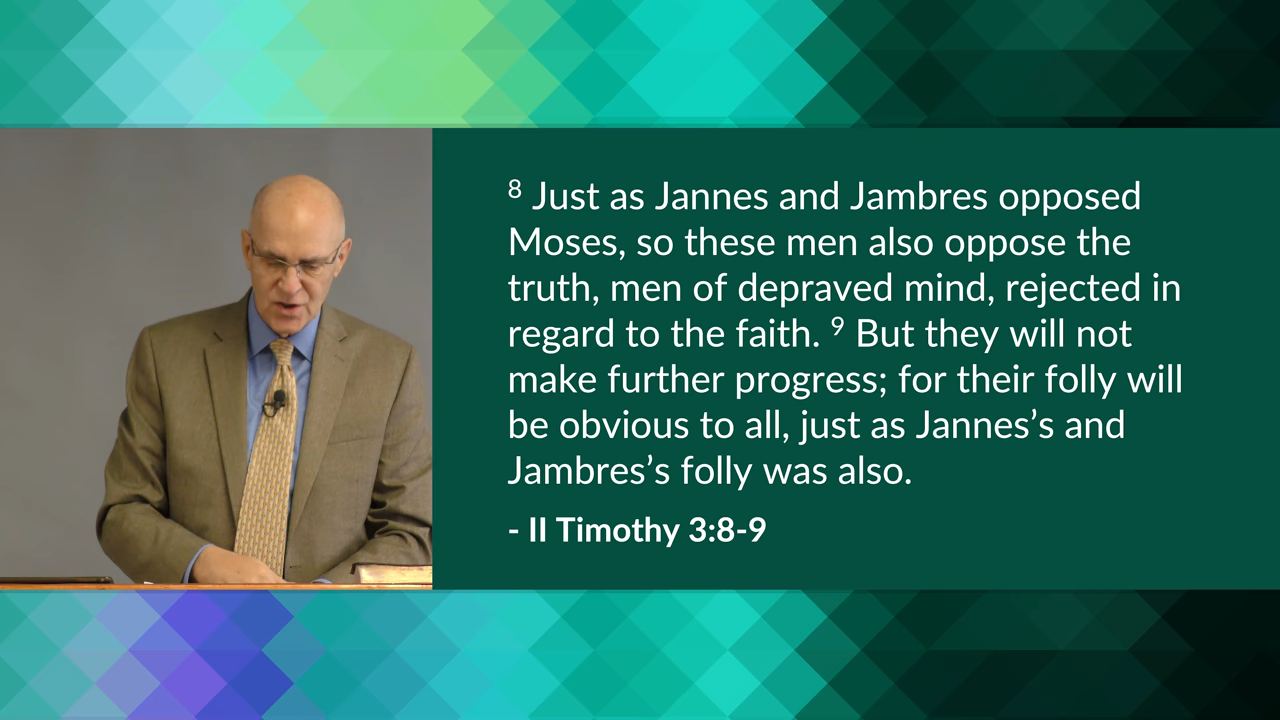 8 Just as Jannes and Jambres opposed
Moses, so these men also oppose the
truth, men of depraved mind, rejected in
regard to the faith. 9 But they will not
make further progress; for their folly will
be obvious to all, just as Jannes’s and
Jambres’s folly was also.
- II Timothy 3:8-9